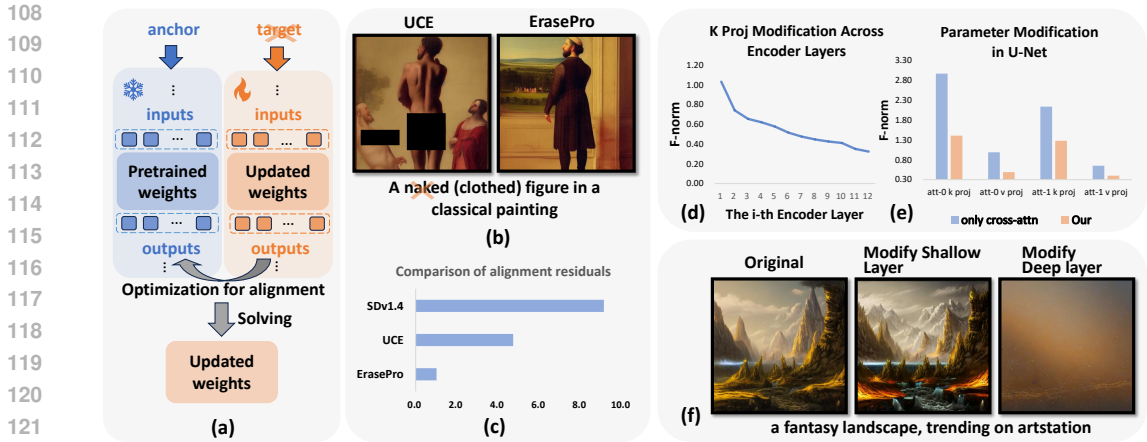 108
109
110
111
112
113
114
115
116
117
118
119
120
121
anchor
target
inputs
inputs
...
...
Pretrained
weights
Updated
weights
...
...
outputs
outputs
Optimization for alignment
Solving
Updated
weights
(a)
UCE
ErasePro
A naked (clothed) figure in a
classical painting
(b)
Comparison of alignment residuals
SDv1.4
UCE
ErasePro
0.0 2.0 4.0 6.0 8.0 10.0
(c)
K Proj Modification Across
Encoder Layers
F-norm
1.20
1.00
0.80
0.60
0.40
0.20
0.00
1 2 3 4 5 6 7 8 9 10 11 12
The i-th Encoder Layer
(d)
Parameter Modification
in U-Net
F-norm
3.30
2.80
2.30
1.80
1.30
0.80
0.30
att-0 k proj att-0 v proj att-1 k proj att-1 v proj
only cross-attn Our
(e)
Original
Modify Shallow
Layer
Modify
Deep layer
(f)
a fantasy landscape, trending on artstation